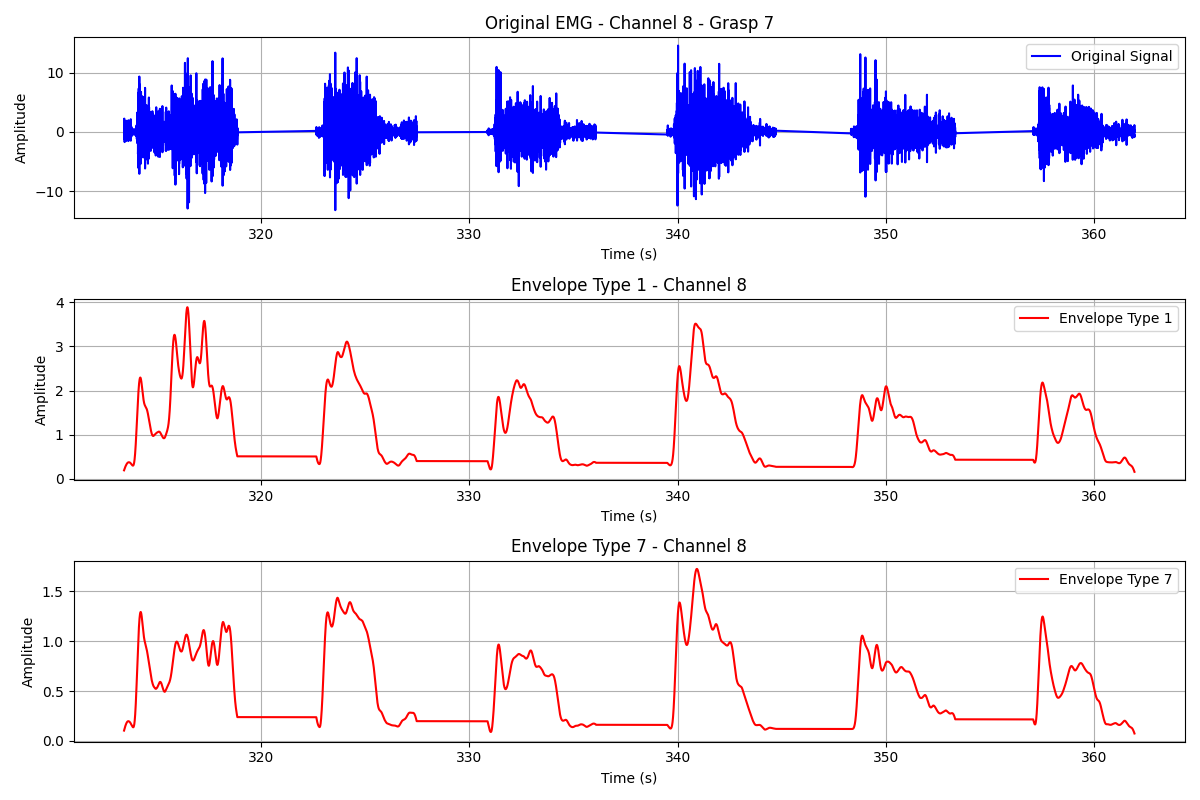 Original EMG - Channel 8 - Grasp 7
Original Signal
Amplitude
10
0
−10
320
330
340
350
360
Time (s)
Envelope Type 1 - Channel 8
Envelope Type 1
Amplitude
4
3
2
1
0
320
330
340
350
360
Time (s)
Envelope Type 7 - Channel 8
Envelope Type 7
Amplitude
1.5
1.0
0.5
0.0
320
330
340
350
360
Time (s)